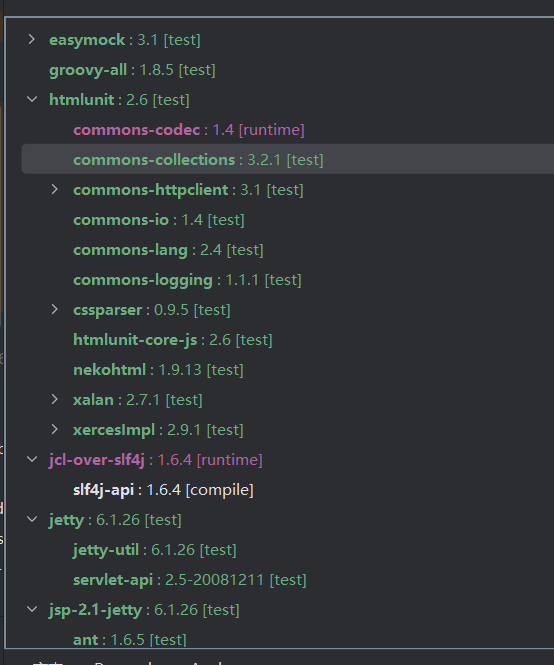 easymock : 3.1 [test]
groovy-all : 1.8.5 [test]
htmlunit : 2.6 [test]
commons-codec : 1.4 [runtime]
commons-collections : 3.2.1 [test]
commons-httpclient : 3.1 [test]
commons-io : 1.4 [test]
commons-lang : 2.4 [test]
commons-logging : 1.1.1 [test]
cssparser : 0.9.5 [test]
htmlunit-core-js : 2.6 [test]
nekohtml : 1.9.13 [test]
xalan : 2.7.1 [test]
xercesImpl : 2.9.1 [test]
jcl-over-slf4j : 1.6.4 [runtime]
slf4j-api : 1.6.4 [compile]
jetty : 6.1.26 [test]
jetty-util : 6.1.26 [test]
servlet-api : 2.5-20081211 [test]
jsp-2.1-jetty : 6.1.26 [test]
ant : 1.6.5 [test]